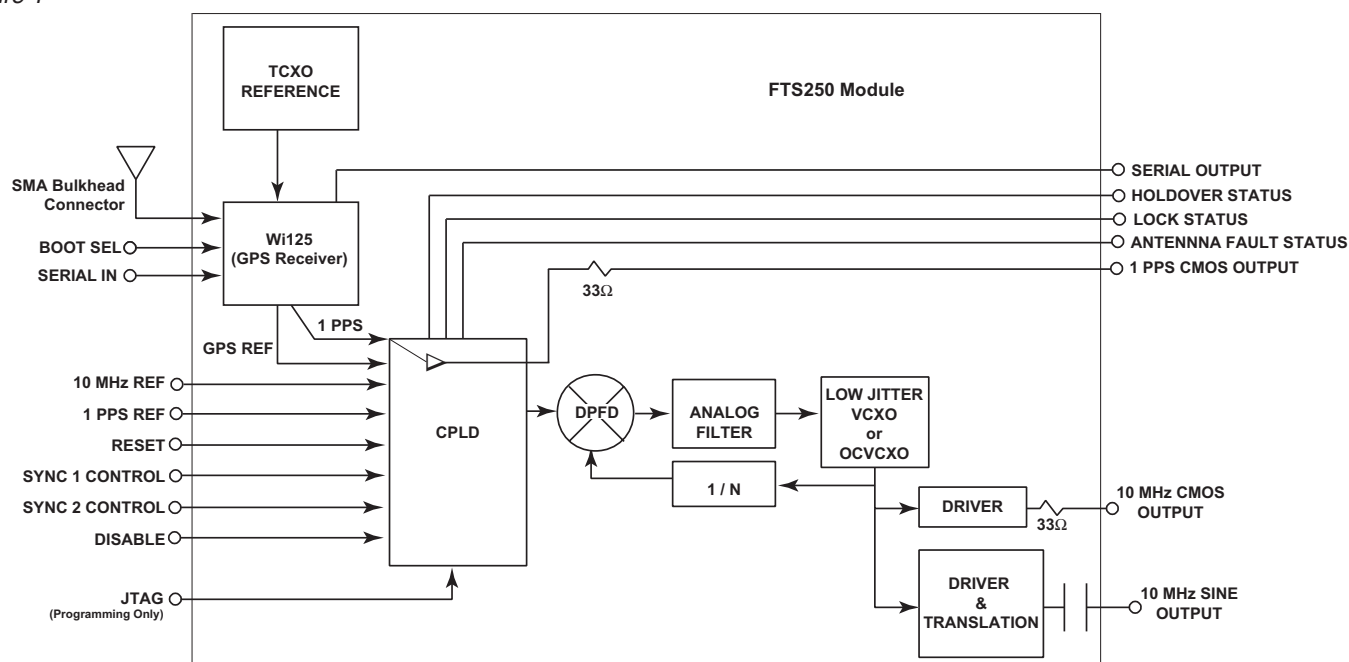 TCXO
REFERENCE
FTS250 Module
SMA Bulkhead
Connector
BOOT SEL
SERIAL IN
Wi125
(GPS Receiver)
SERIAL OUTPUT
HOLDOVER STATUS
LOCK STATUS
ANTENNNA FAULT STATUS
1 PPS CMOS OUTPUT
33Ω
1 PPS
GPS REF
10 MHz REF
1 PPS REF
RESET
SYNC 1 CONTROL
SYNC 2 CONTROL
DISABLE
JTAG
(Programming Only)
CPLD
DPFD
ANALOG
FILTER
LOW JITTER
VCXO
or
OCVCXO
1 / N
DRIVER
33Ω
10 MHz CMOS
OUTPUT
DRIVER
&
TRANSLATION
10 MHz SINE
OUTPUT